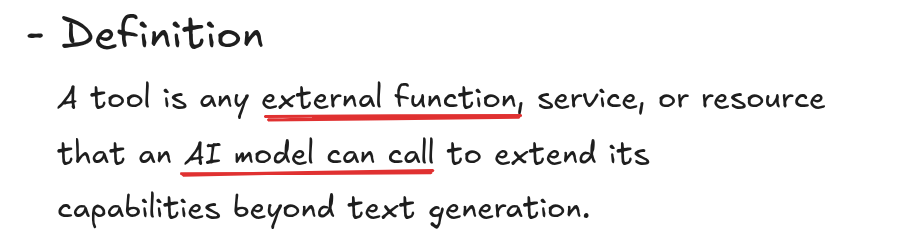 - Definition
A tool is any external function, service, or resource
that an AI model can call to extend its
capabilities beyond text generation.